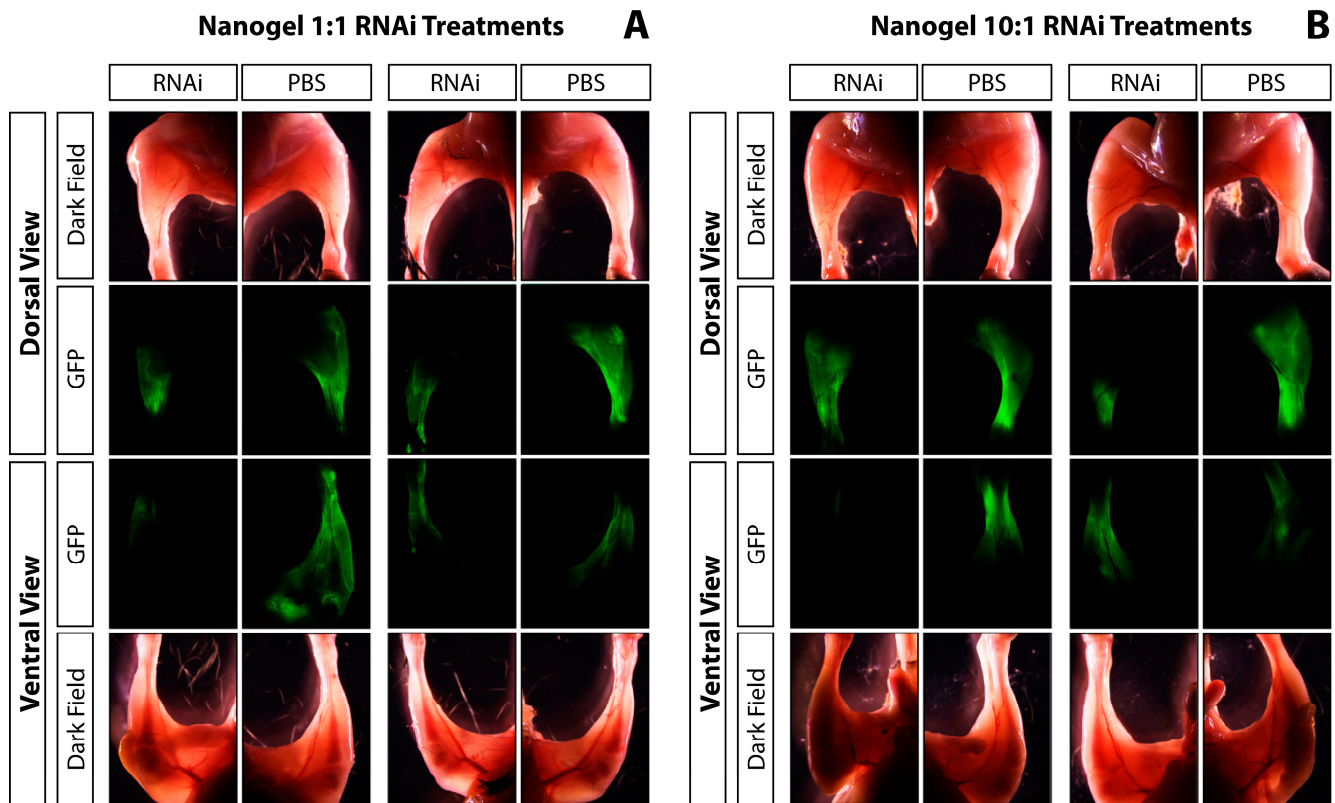 Nanogel 1:1 RNAi Treatments
A
RNAi
PBS
RNAi
PBS
Dorsal View
Dark Field
GFP
Ventral View
GFP
Dark Field
Nanogel 10:1 RNAi Treatments
B
RNAi
PBS
RNAi
PBS
Dorsal View
Dark Field
GFP
Ventral View
GFP
Dark Field